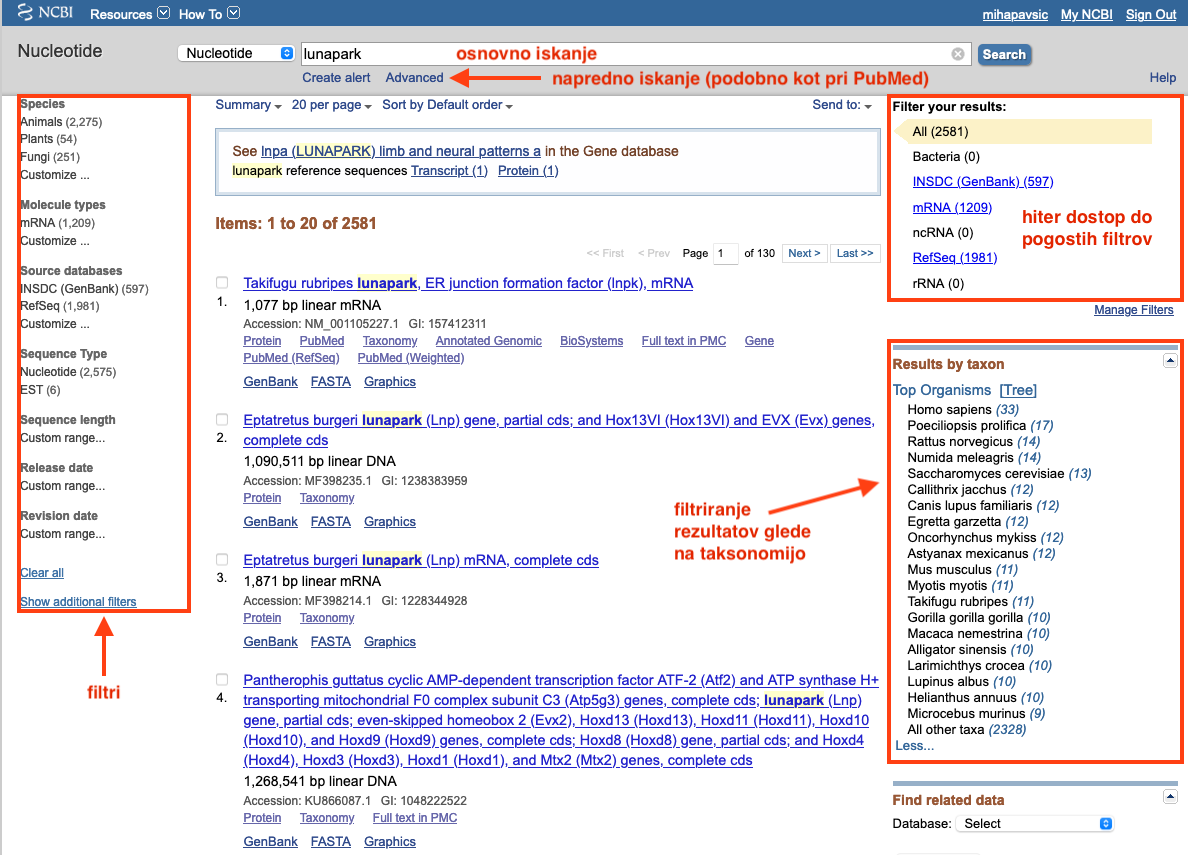 NCBI Resources How To mihapavsic My NCBI Sign Out
Nucleotide Nucleotide lunapark osnovno iskanje Search
Create alert Advanced napredno iskanje (podobno kot pri PubMed) Help
Species
Animals (2,275)
Plants (54)
Fungi (251)
Customize ...
Molecule types
mRNA (1,209)
Customize ...
Source databases
INSDC (GenBank) (597)
RefSeq (1,981)
Customize ...
Sequence Type
Nucleotide (2,575)
EST (6)
Sequence length
Custom range...
Release date
Custom range...
Revision date
Custom range...
Clear all
Show additional filters
filtri
Summary 20 per page Sort by Default order Send to:
See lnpa (LUNAPARK) limb and neural patterns a in the Gene database
lunapark reference sequences Transcript (1) Protein (1)
Items: 1 to 20 of 2581
<< First < Prev Page 1 of 130 Next > Last >>
Takifugu rubripes lunapark, ER junction formation factor (lnpk), mRNA
1. 1,077 bp linear mRNA
Accession: NM_001105227.1 GI: 157412311
Protein PubMed Taxonomy Annotated Genomic BioSystems Full text in PMC Gene
PubMed (RefSeq) PubMed (Weighted)
GenBank FASTA Graphics
Eptatretus burgeri lunapark (Lnp) gene, partial cds; and Hox13VI (Hox13VI) and EVX (Evx) genes,
2. complete cds
1,090,511 bp linear DNA
Accession: MF398235.1 GI: 1238383959
Protein Taxonomy
GenBank FASTA Graphics
Eptatretus burgeri lunapark (Lnp) mRNA, complete cds
3. 1,871 bp linear mRNA
Accession: MF398214.1 GI: 1228344928
Protein Taxonomy
GenBank FASTA Graphics
Pantherophis guttatus cyclic AMP-dependent transcription factor ATF-2 (Atf2) and ATP synthase H+
4. transporting mitochondrial F0 complex subunit C3 (Atp5g3) genes, complete cds; lunapark (Lnp)
gene, partial cds; even-skipped homeobox 2 (Evx2), Hoxd13 (Hoxd13), Hoxd11 (Hoxd11), Hoxd10
(Hoxd10), and Hoxd9 (Hoxd9) genes, complete cds; Hoxd8 (Hoxd8) gene, partial cds; and Hoxd4
(Hoxd4), Hoxd3 (Hoxd3), Hoxd1 (Hoxd1), and Mtx2 (Mtx2) genes, complete cds
1,268,541 bp linear DNA
Accession: KU866087.1 GI: 1048222522
Protein Taxonomy Full text in PMC
GenBank FASTA Graphics
filtriranje
rezultatov glede
na taksonomijo
Filter your results:
All (2581)
Bacteria (0)
INSDC (GenBank) (597)
mRNA (1209)
ncRNA (0)
RefSeq (1981)
rRNA (0)
hiter dostop do
pogostih filtrov
Manage Filters
Results by taxon
Top Organisms [Tree]
Homo sapiens (33)
Poeciliopsis prolifica (17)
Rattus norvegicus (14)
Numida meleagris (14)
Saccharomyces cerevisiae (13)
Callithrix jacchus (12)
Canis lupus familiaris (12)
Egretta garzetta (12)
Oncorhynchus mykiss (12)
Astyanax mexicanus (12)
Mus musculus (11)
Myotis myotis (11)
Takifugu rubripes (11)
Gorilla gorilla gorilla (10)
Macaca nemestrina (10)
Alligator sinensis (10)
Larimichthys crocea (10)
Lupinus albus (10)
Helianthus annuus (10)
Microcebus murinus (9)
All other taxa (2328)
Less...
Find related data
Database: Select